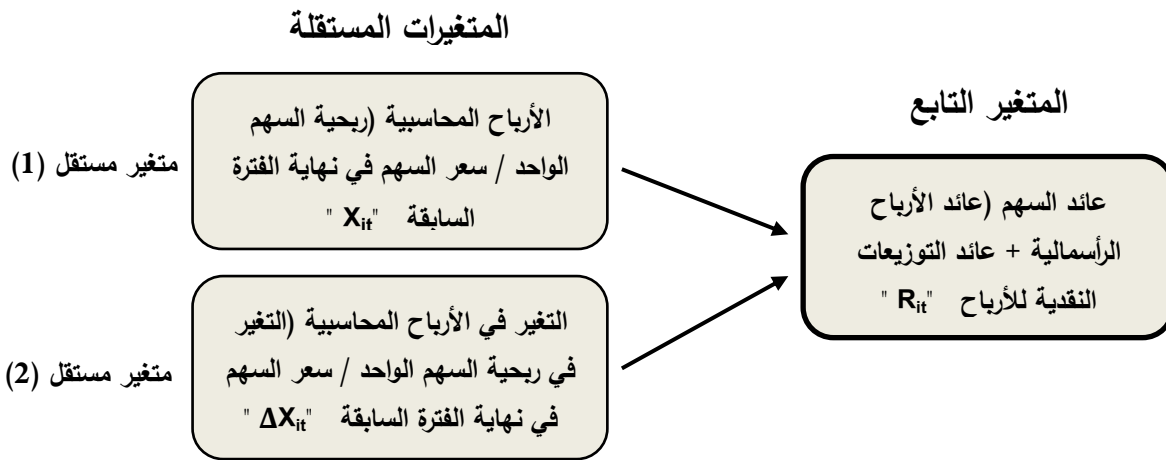 المتغيرات المستقلة
الأرباح المحاسبية (ربحية السهم
الواحد / سعر السهم في نهاية الفترة
السابقة "Xit "
متغير مستقل (1)
التغير في الأرباح المحاسبية (التغير
في ربحية السهم الواحد / سعر السهم
في نهاية الفترة السابقة "ΔXit "
متغير مستقل (2)
المتغير التابع
عائد السهم (عائد الأرباح
الرأسمالية + عائد التوزيعات
النقدية للأرباح "Rit "